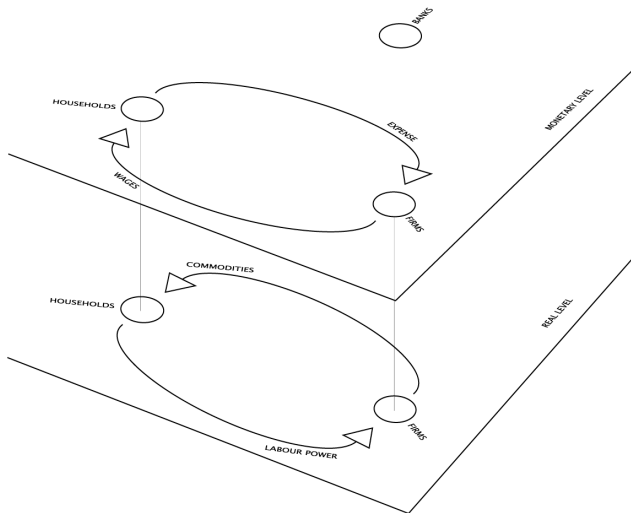 BANKS
HOUSEHOLDS
MONETARY LEVEL
EXPENSE
WAGES
FIRMS
COMMODITIES
HOUSEHOLDS
REAL LEVEL
FIRMS
LABOUR POWER